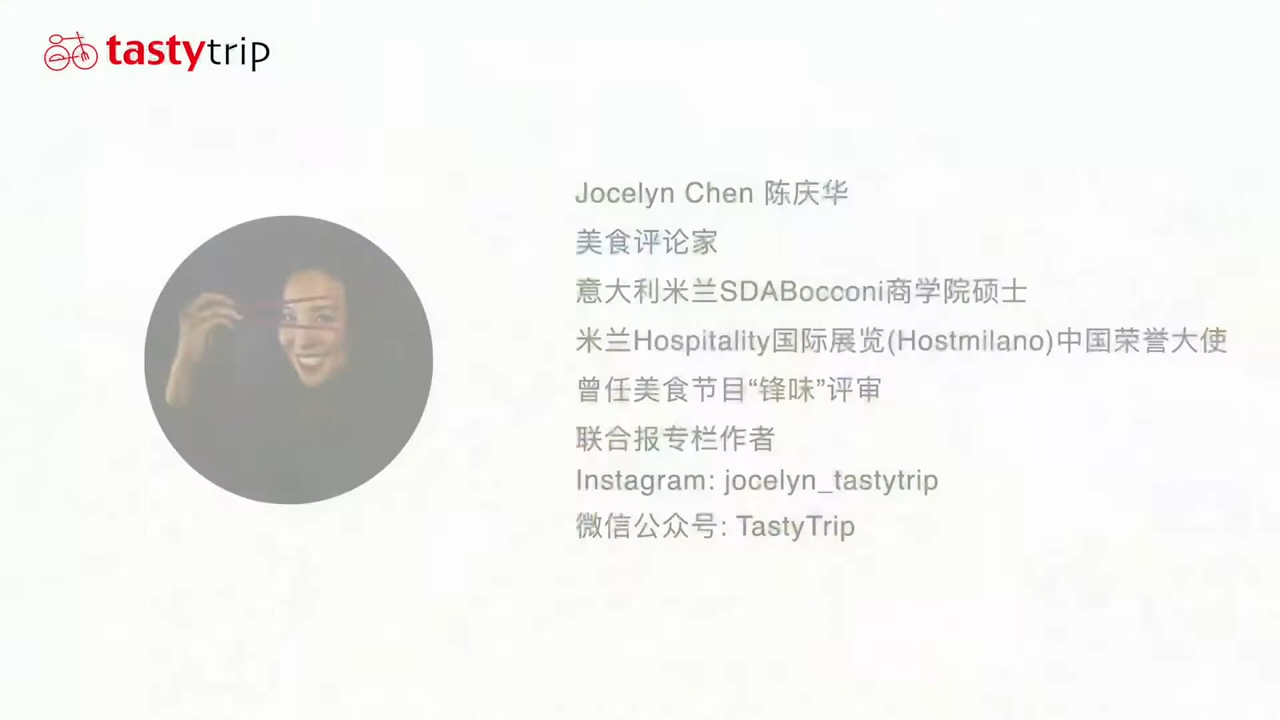 tastytrip
Jocelyn Chen 陈庆华
美食评论家
意大利米兰SDABocconi商学院硕士
米兰Hospitality国际展览(Hostmilano)中国荣誉大使
曾任美食节目“锋味”评审
联合报专栏作者
Instagram: jocelyn_tastytrip
微信公众号: TastyTrip